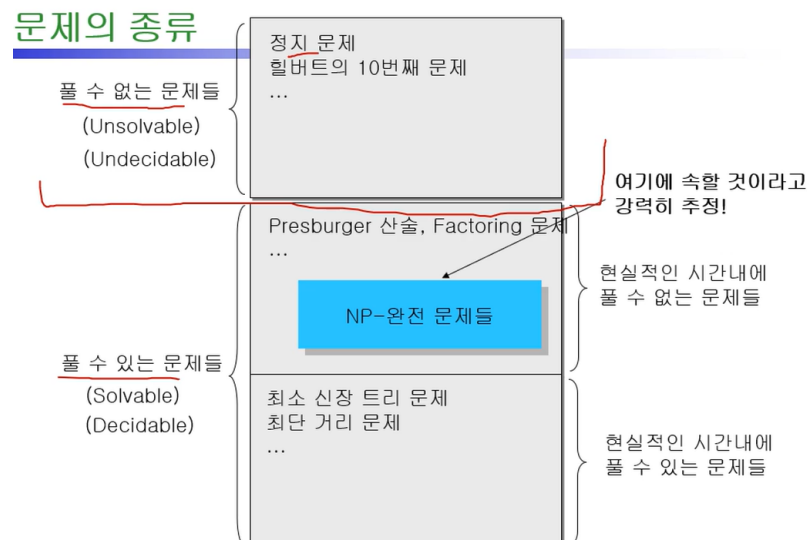 문제의 종류
정지 문제
힐버트의 10번째 문제
...
풀 수 없는 문제들
(Unsolvable)
(Undecidable)
여기에 속할 것이라고
강력히 추정!
Presburger 산술, Factoring 문제
...
NP-완전 문제들
현실적인 시간내에
풀 수 없는 문제들
풀 수 있는 문제들
(Solvable)
(Decidable)
최소 신장 트리 문제
최단 거리 문제
...
현실적인 시간내에
풀 수 있는 문제들